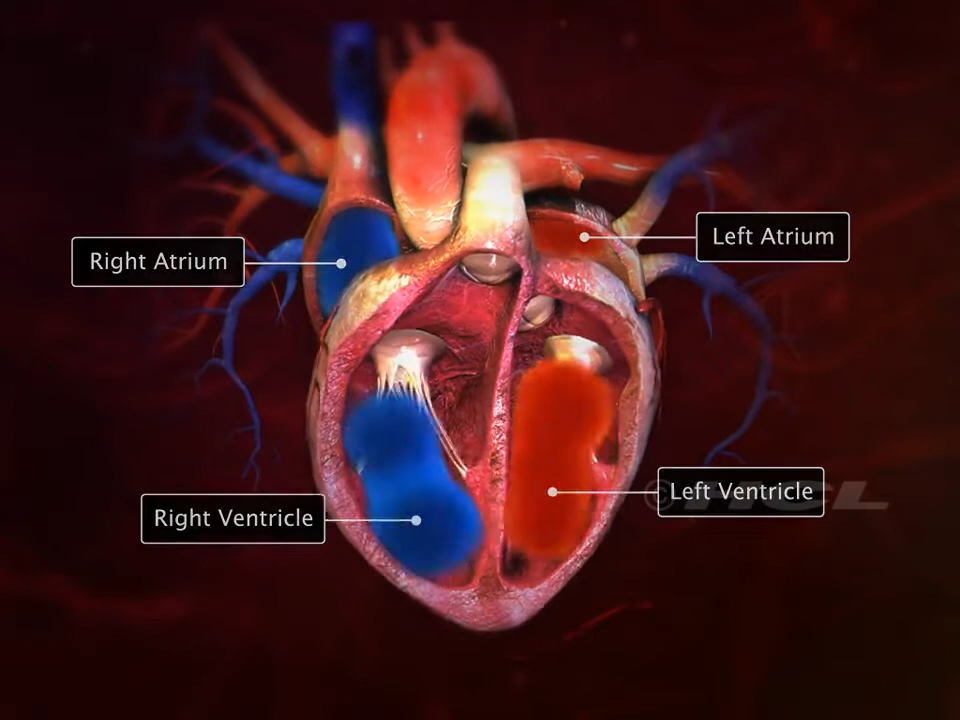 Left Atrium
Right Atrium
Left Ventricle
Right Ventricle